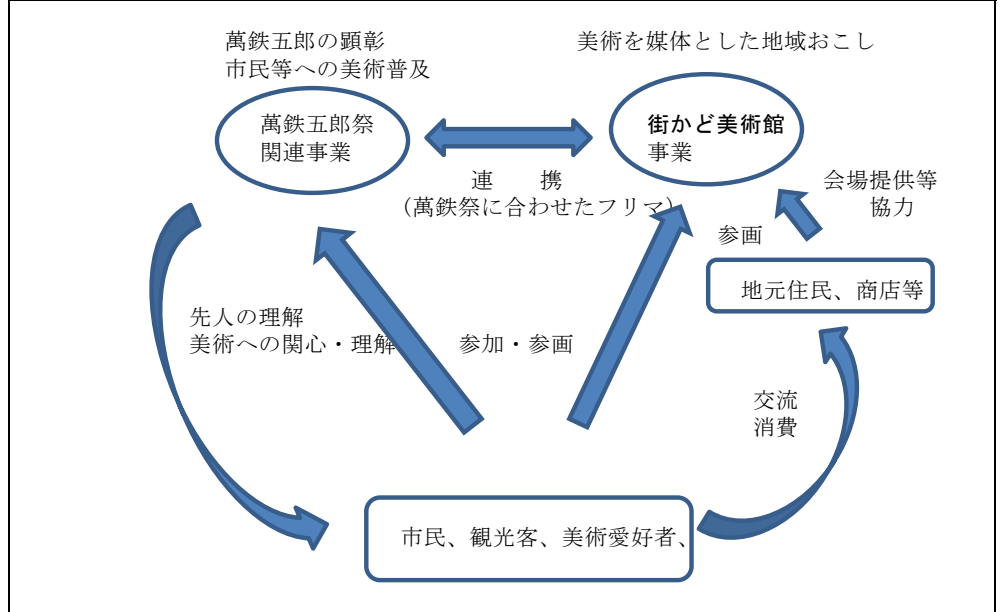 萬鉄五郎の顕彰
市民等への美術普及
美術を媒体とした地域おこし
萬鉄五郎祭
関連事業
街かど美術館
事業
連　　携
（萬鉄祭に合わせたフリマ）
会場提供等
協力
参画
地元住民、商店等
先人の理解
美術への関心・理解
参加・参画
交流
消費
市民、観光客、美術愛好者、